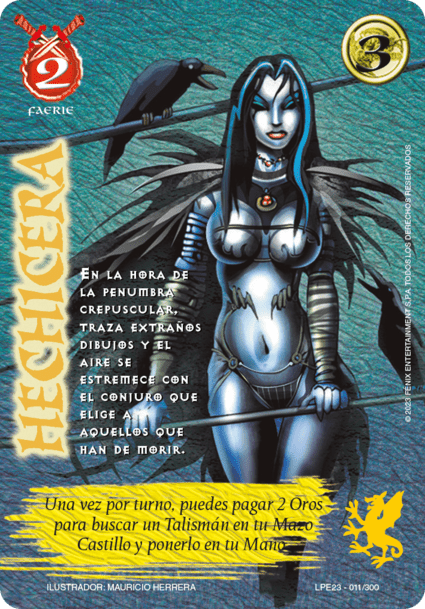 2
3
FAERIE
HECHICERA
EN LA HORA DE
LA PENUMBRA
CREPUSCULAR,
TRAZA EXTRAÑOS
DIBUJOS Y EL
AIRE SE
ESTREMECE CON
EL CONJURO QUE
ELIGE A
AQUELLOS QUE
HAN DE MORIR.
© 2023 FENIX ENTERTAINMENT S.P.A. TODOS LOS DERECHOS RESERVADOS
Una vez por turno, puedes pagar 2 Oros
para buscar un Talismán en tu Mazo
Castillo y ponerlo en tu Mano.
ILUSTRADOR: MAURICIO HERRERA
LPE23 - 011/300